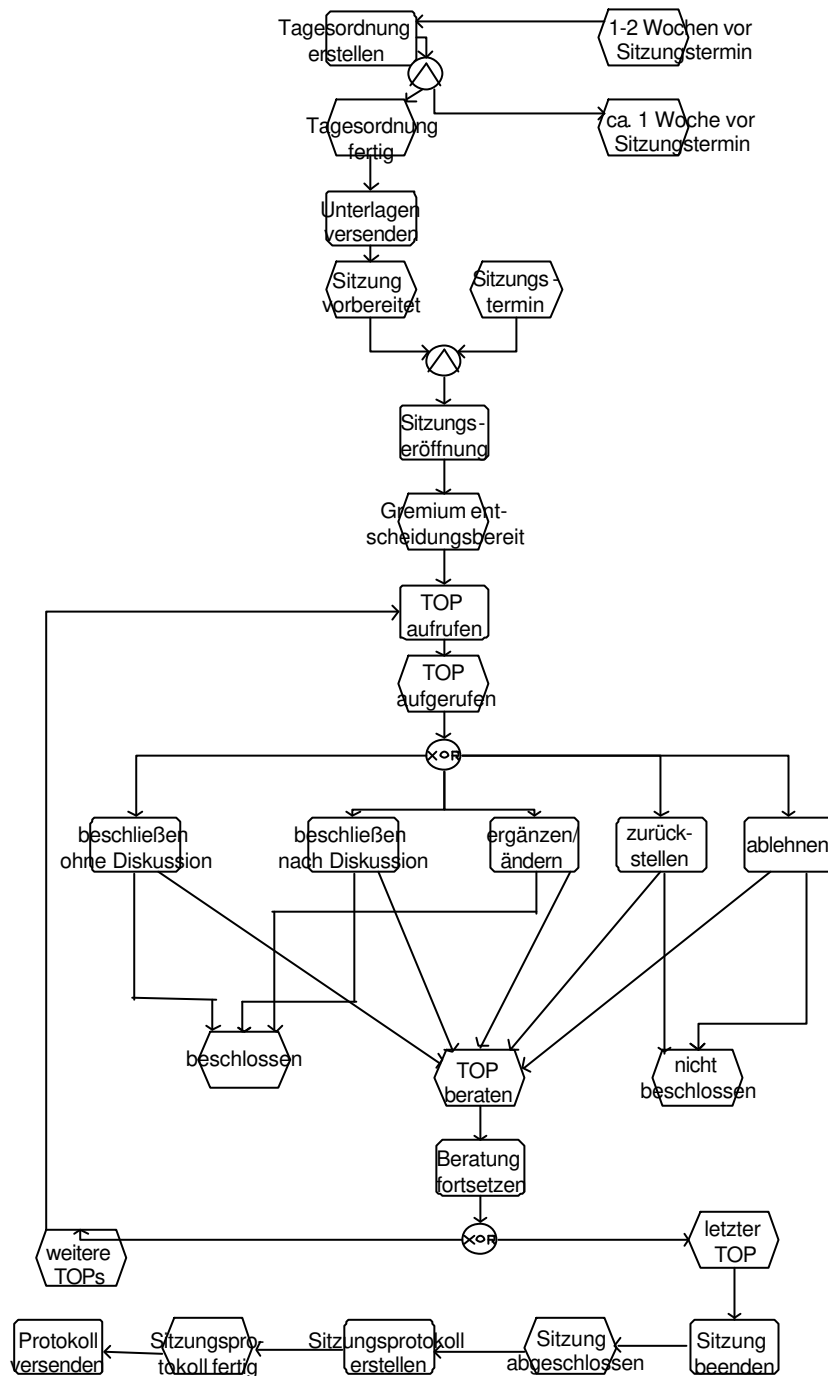 Tagesordnung
erstellen
1-2 Wochen vor
Sitzungstermin
Tagesordnung
fertig
ca. 1 Woche vor
Sitzungstermin
Unterlagen
versenden
Sitzung
vorbereitet
Sitzungs-
termin
Sitzungs-
eröffnung
Gremium ent-
scheidungsbereit
TOP
aufrufen
TOP
aufgerufen
XOR
beschließen
ohne Diskussion
beschließen
nach Diskussion
ergänzen/
ändern
zurück-
stellen
ablehnen
beschlossen
TOP
beraten
nicht
beschlossen
Beratung
fortsetzen
XOR
weitere
TOPs
letzter
TOP
Protokoll
versenden
Sitzungspro-
tokoll fertig
Sitzungsprotokoll
erstellen
Sitzung
abgeschlossen
Sitzung
beenden